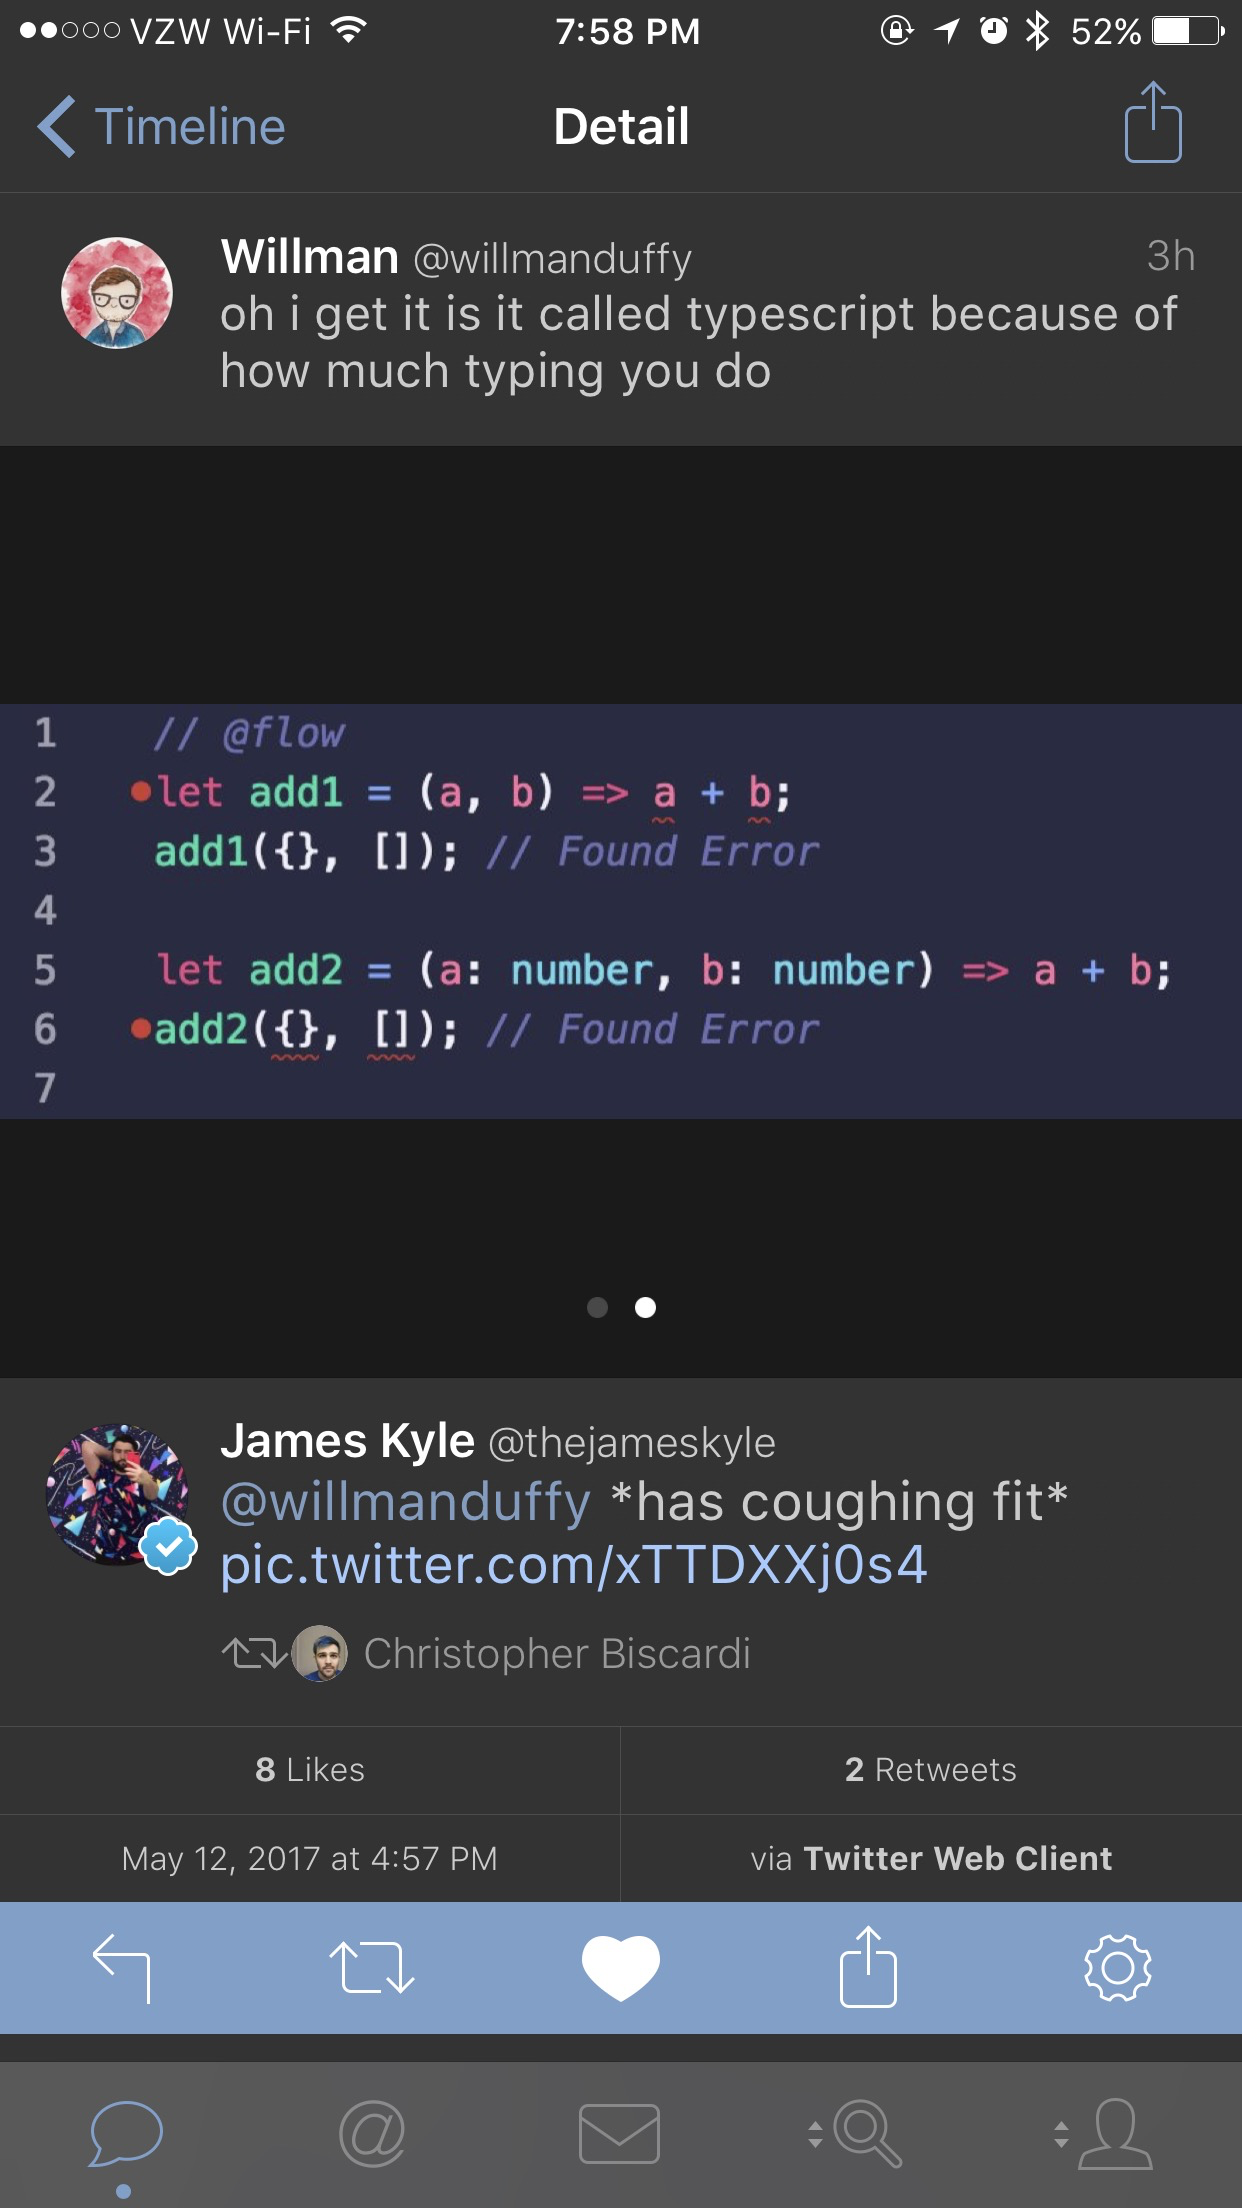 VZW Wi-Fi 7:58 PM 52%
Timeline Detail
Willman @willmanduffy 3h
oh i get it is it called typescript because of
how much typing you do
1 // @flow
2 let add1 = (a, b) => a + b;
3 add1({}, []); // Found Error
4
5 let add2 = (a: number, b: number) => a + b;
6 add2({}, []); // Found Error
7
James Kyle @thejameskyle
@willmanduffy *has coughing fit*
pic.twitter.com/xTTDXXj0s4
Christopher Biscardi
8 Likes 2 Retweets
May 12, 2017 at 4:57 PM via Twitter Web Client